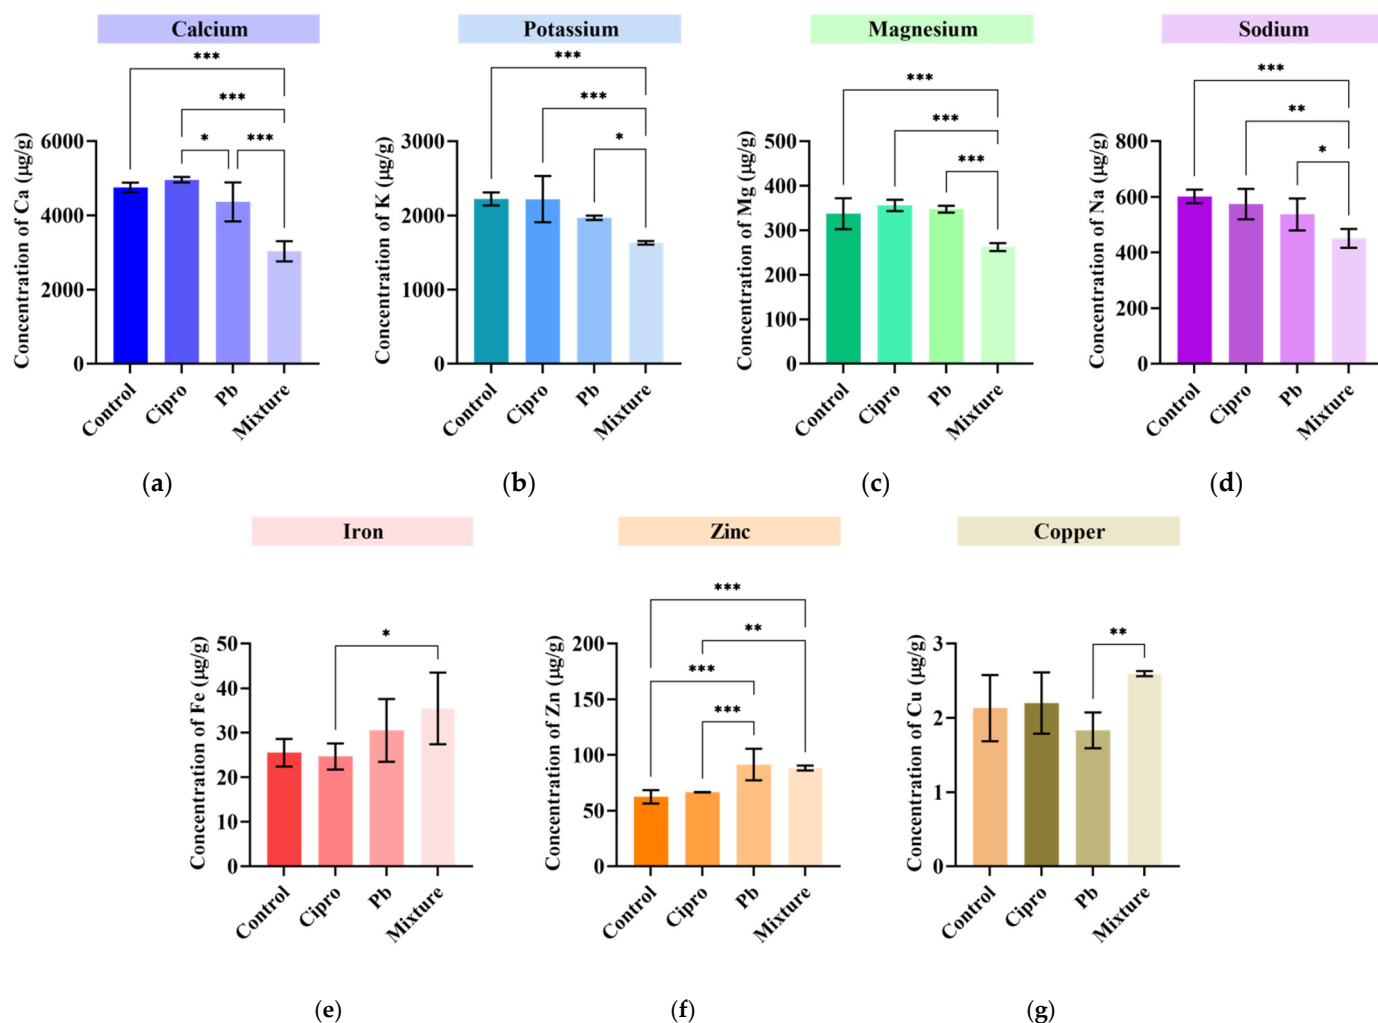 Calcium
***
***
*
***
Concentration of Ca (µg/g)
6000
4000
2000
0
Control
Cipro
Pb
Mixture
(a)
Potassium
***
***
*
Concentration of K (µg/g)
3000
2000
1000
0
Control
Cipro
Pb
Mixture
(b)
Magnesium
***
***
***
Concentration of Mg (µg/g)
500
400
300
200
100
0
Control
Cipro
Pb
Mixture
(c)
Sodium
***
**
*
Concentration of Na (µg/g)
800
600
400
200
0
Control
Cipro
Pb
Mixture
(d)
Iron
*
Concentration of Fe (µg/g)
50
40
30
20
10
0
Control
Cipro
Pb
Mixture
(e)
Zinc
***
**
***
***
Concentration of Zn (µg/g)
200
150
100
50
0
Control
Cipro
Pb
Mixture
(f)
Copper
**
Concentration of Cu (µg/g)
3
2
1
0
Control
Cipro
Pb
Mixture
(g)